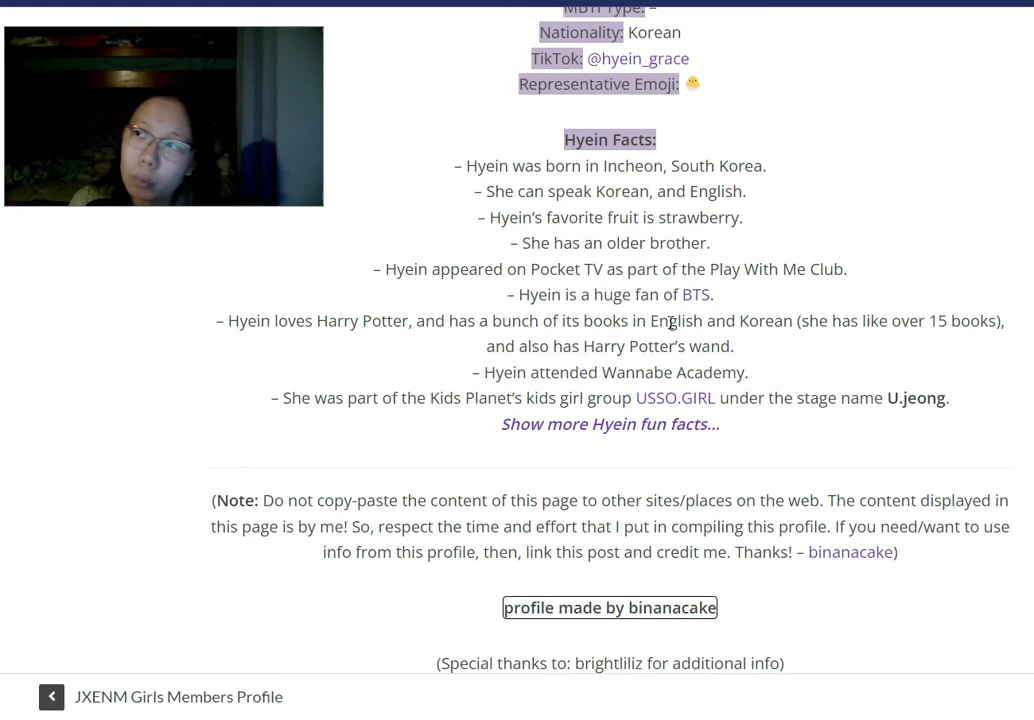 MBTI Type: –
Nationality: Korean
TikTok: @hyein_grace
Representative Emoji: 🐣
Hyein Facts:
– Hyein was born in Incheon, South Korea.
– She can speak Korean, and English.
– Hyein’s favorite fruit is strawberry.
– She has an older brother.
– Hyein appeared on Pocket TV as part of the Play With Me Club.
– Hyein is a huge fan of BTS.
– Hyein loves Harry Potter, and has a bunch of its books in English and Korean (she has like over 15 books),
and also has Harry Potter’s wand.
– Hyein attended Wannabe Academy.
– She was part of the Kids Planet’s kids girl group USSO.GIRL under the stage name U.jeong.
Show more Hyein fun facts…
(Note: Do not copy-paste the content of this page to other sites/places on the web. The content displayed in
this page is by me! So, respect the time and effort that I put in compiling this profile. If you need/want to use
info from this profile, then, link this post and credit me. Thanks! – binanacake)
profile made by binanacake
(Special thanks to: brightliliz for additional info)
JXENM Girls Members Profile